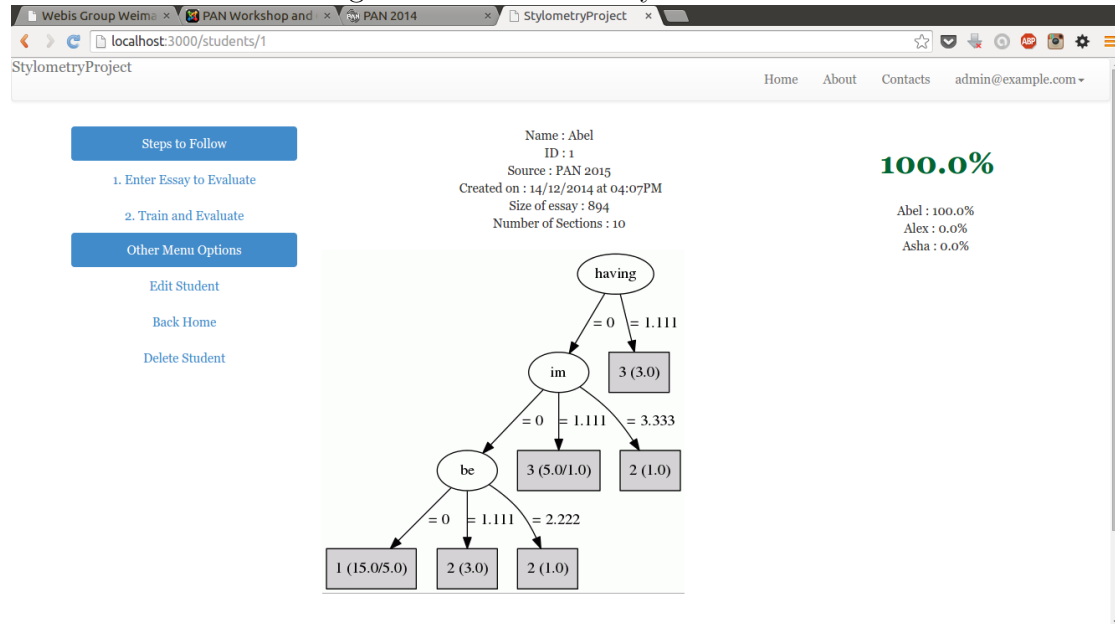 Webis Group Weima
PAN Workshop and
PAN 2014
StylometryProject
localhost:3000/students/1
ABP
StylometryProject
Home About Contacts admin@example.com
Steps to Follow
1. Enter Essay to Evaluate
2. Train and Evaluate
Other Menu Options
Edit Student
Back Home
Delete Student
Name : Abel
ID : 1
Source : PAN 2015
Created on : 14/12/2014 at 04:07PM
Size of essay : 894
Number of Sections : 10
having
= 0 = 1.111
im
3 (3.0)
= 0 = 1.111 = 3.333
be
3 (5.0/1.0)
2 (1.0)
= 0 = 1.111 = 2.222
1 (15.0/5.0)
2 (3.0)
2 (1.0)
100.0%
Abel : 100.0%
Alex : 0.0%
Asha : 0.0%